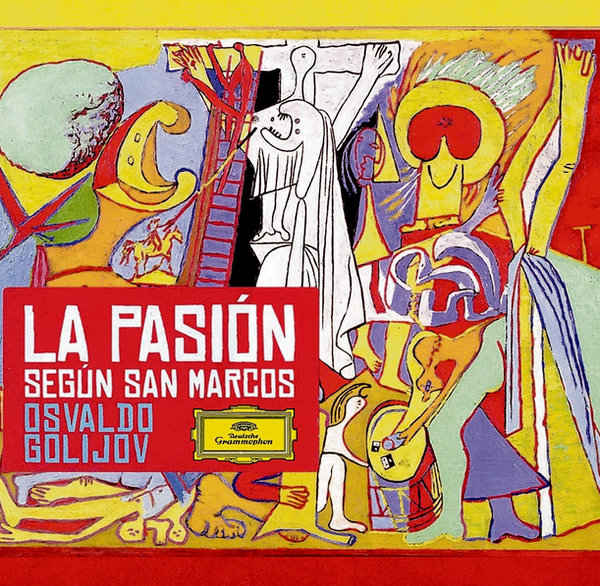 LA PASIÓN
SEGÚN SAN MARCOS
OSVALDO
GOLIJOV
Deutsche
Grammophon